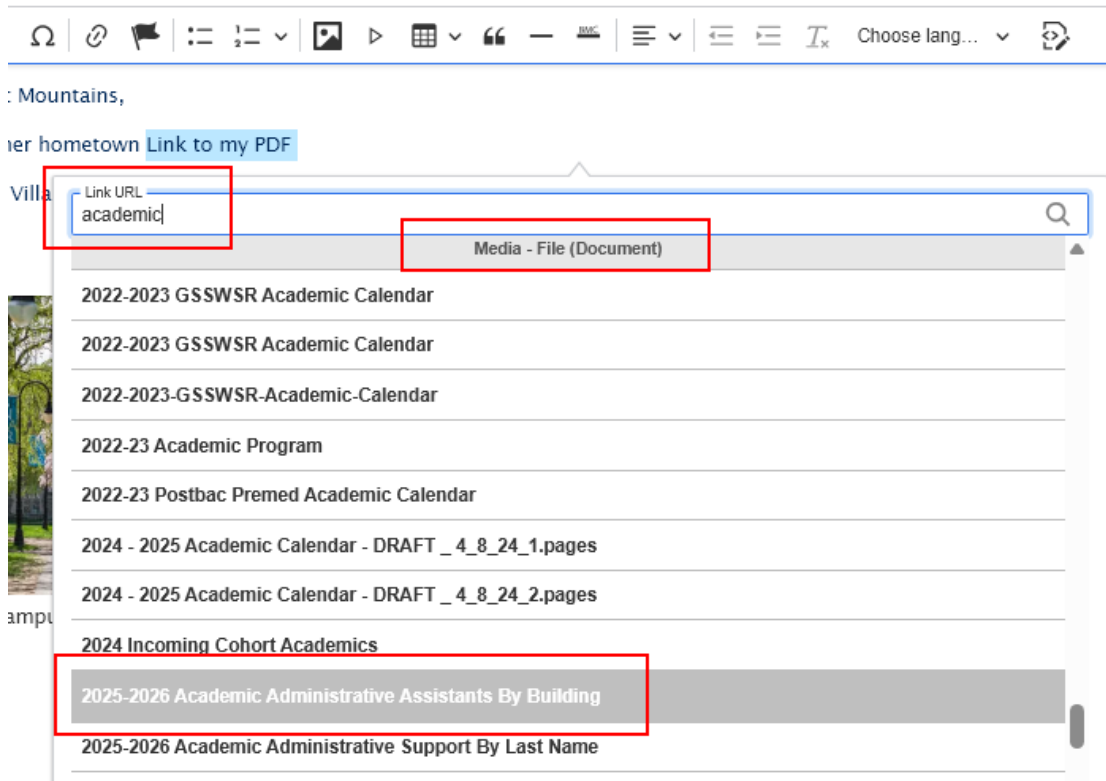 Ω Choose lang...
: Mountains,
ner hometown Link to my PDF
Villa
Link URL
academic
Media - File (Document)
2022-2023 GSSWSR Academic Calendar
2022-2023 GSSWSR Academic Calendar
2022-2023-GSSWSR-Academic-Calendar
2022-23 Academic Program
2022-23 Postbac Premed Academic Calendar
2024 - 2025 Academic Calendar - DRAFT _ 4_8_24_1.pages
2024 - 2025 Academic Calendar - DRAFT _ 4_8_24_2.pages
ampu
2024 Incoming Cohort Academics
2025-2026 Academic Administrative Assistants By Building
2025-2026 Academic Administrative Support By Last Name